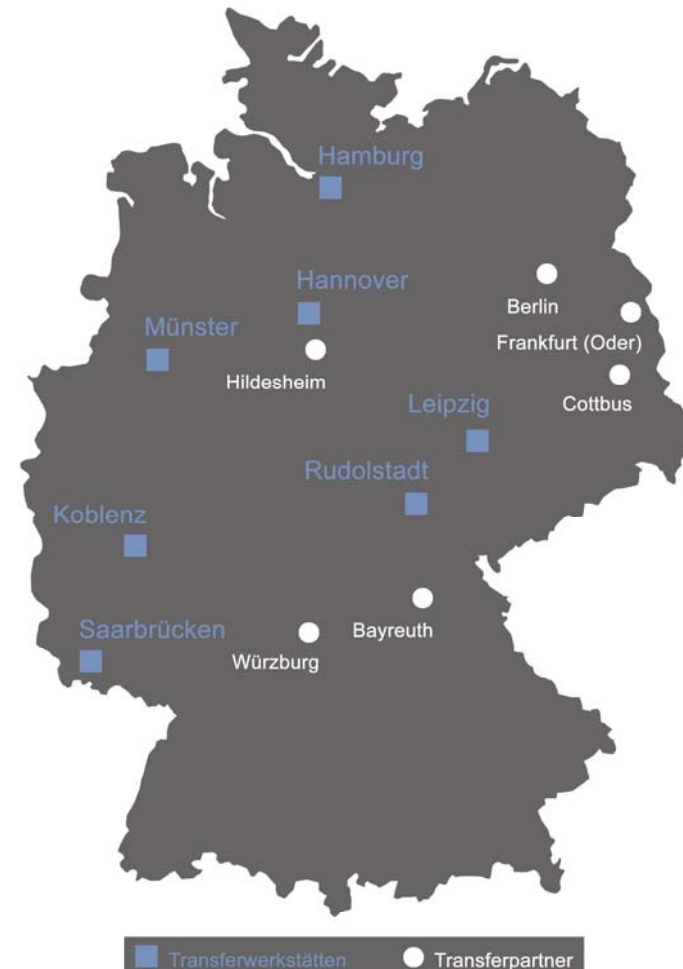 Hamburg
Hannover
Berlin
Münster
Frankfurt (Oder)
Hildesheim
Cottbus
Leipzig
Rudolstadt
Koblenz
Saarbrücken
Bayreuth
Würzburg
Transferwerkstätten Transferpartner